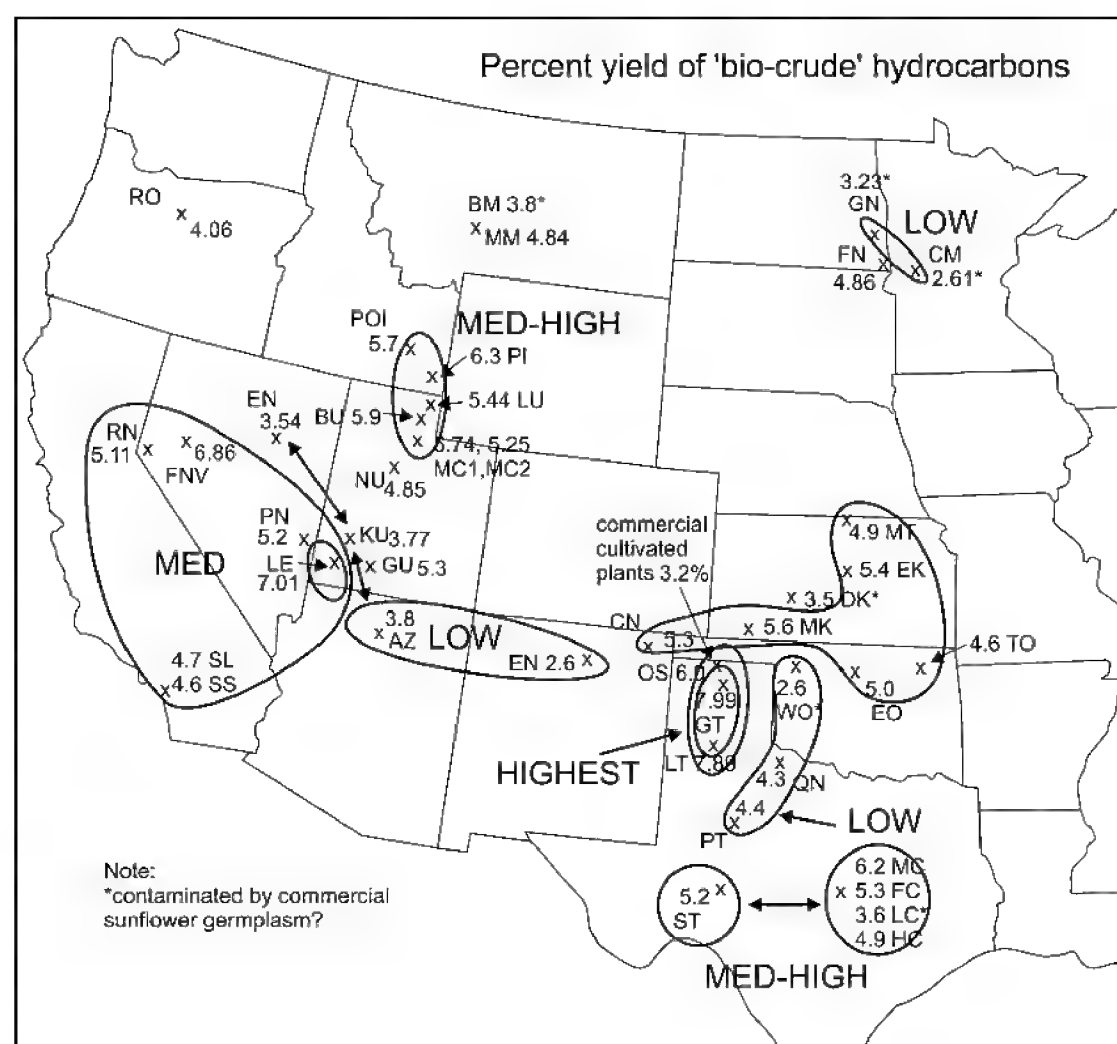 Percent yield of 'bio-crude' hydrocarbons
RO
4.06
BM 3.8*
MM 4.84
3.23*
GN
LOW
FN
4.86
CM
2.61*
POI
5.7
MED-HIGH
6.3 PI
5.44 LU
BU 5.9
5.74, 5.25
MC1,MC2
NU
4.85
EN
3.54
RN
5.11
6.86
FNV
PN
5.2
KU 3.77
LE
7.01
GU 5.3
MED
commercial
cultivated
plants 3.2%
4.9 MT
5.4 EK
3.5 DK*
5.6 MK
CN
5.3
4.6 TO
3.8
AZ
LOW
EN 2.6
4.7 SL
4.6 SS
OS 6.0
7.99
GT
LT 7.89
2.6
WO*
5.0
EO
HIGHEST
4.3
QN
4.4
PT
LOW
Note:
*contaminated by commercial
sunflower germplasm?
5.2
ST
6.2 MC
5.3 FC
3.6 LC*
4.9 HC
MED-HIGH